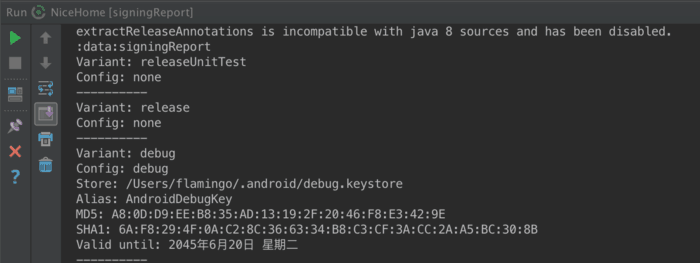 Run NiceHome [signingReport]
extractReleaseAnnotations is incompatible with java 8 sources and has been disabled.
:data:signingReport
Variant: releaseUnitTest
Config: none
----------
Variant: release
Config: none
----------
Variant: debug
Config: debug
Store: /Users/flamingo/.android/debug.keystore
Alias: AndroidDebugKey
MD5: A8:0D:D9:EE:B8:35:AD:13:19:2F:20:46:F8:E3:42:9E
SHA1: 6A:F8:29:4F:0A:C2:8C:36:63:34:B8:C3:CF:3A:CC:2A:A5:BC:30:8B
Valid until: 2045年6月20日 星期二
----------